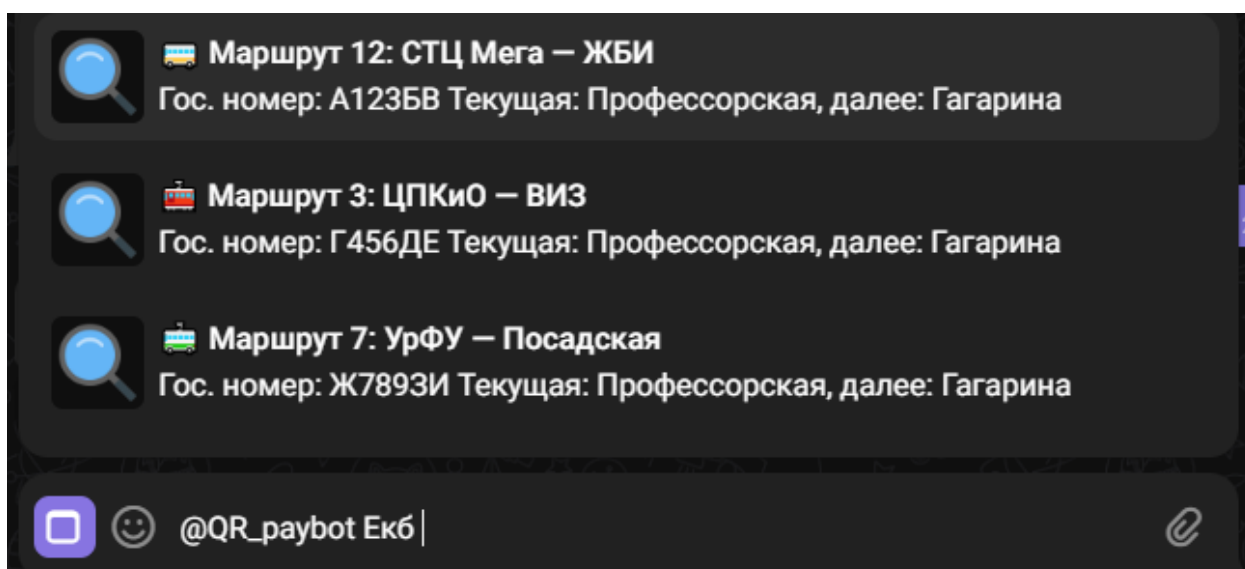 Маршрут 12: СТЦ Мега — ЖБИ
Гос. номер: А123БВ Текущая: Профессорская, далее: Гагарина
Маршрут 3: ЦПКиО — ВИЗ
Гос. номер: Г456ДЕ Текущая: Профессорская, далее: Гагарина
Маршрут 7: УрФУ — Посадская
Гос. номер: Ж789ЗИ Текущая: Профессорская, далее: Гагарина
@QR_paybot Екб